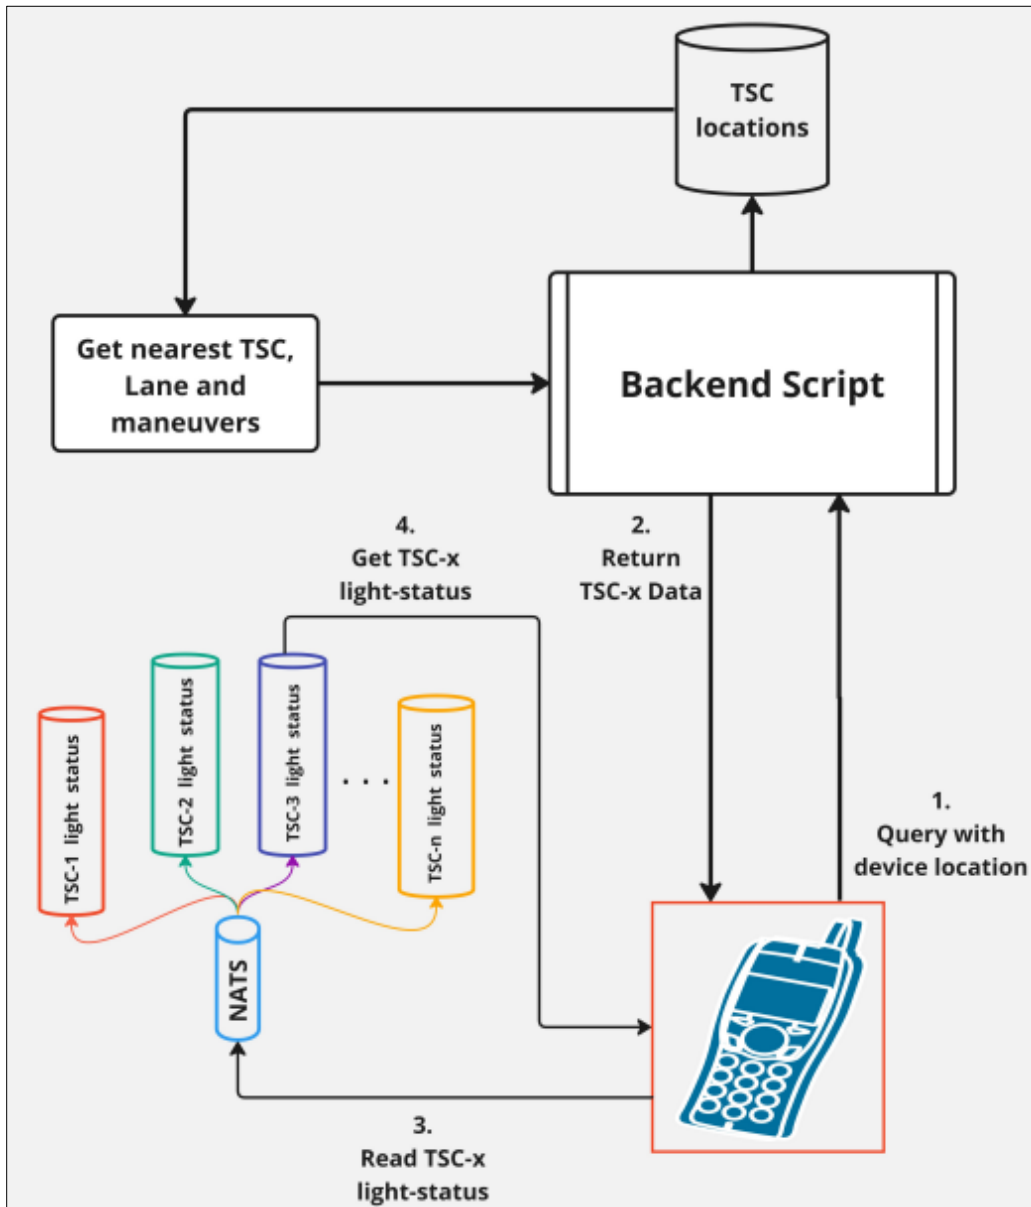 TSC
locations
Get nearest TSC,
Lane and
maneuvers
Backend Script
4.
Get TSC-x
light-status
2.
Return
TSC-x Data
TSC-1 light status
TSC-2 light status
TSC-3 light status
. . .
TSC-n light status
1.
Query with
device location
NATS
3.
Read TSC-x
light-status